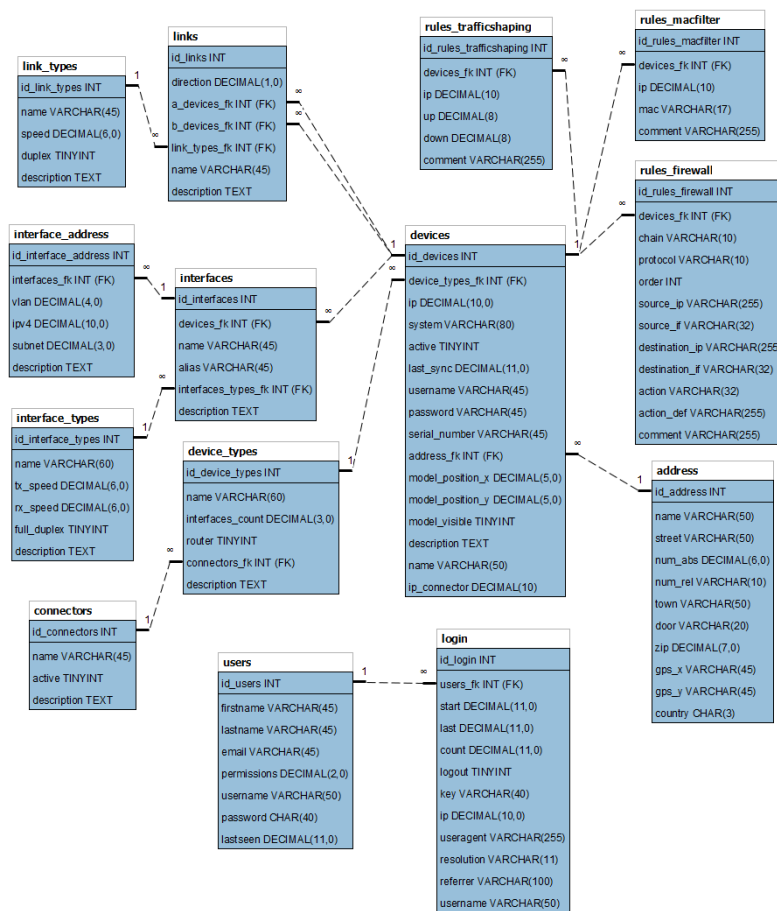 link_types
id_link_types INT
name VARCHAR(45)
speed DECIMAL(6,0)
duplex TINYINT
description TEXT
links
id_links INT
direction DECIMAL(1,0)
a_devices_fk INT (FK)
b_devices_fk INT (FK)
link_types_fk INT (FK)
name VARCHAR(45)
description TEXT
rules_trafficshaping
id_rules_trafficshaping INT
devices_fk INT (FK)
ip DECIMAL(10)
up DECIMAL(8)
down DECIMAL(8)
comment VARCHAR(255)
rules_macfilter
id_rules_macfilter INT
devices_fk INT (FK)
ip DECIMAL(10)
mac VARCHAR(17)
comment VARCHAR(255)
rules_firewall
id_rules_firewall INT
devices_fk INT (FK)
chain VARCHAR(10)
protocol VARCHAR(10)
order INT
source_ip VARCHAR(255)
source_if VARCHAR(32)
destination_ip VARCHAR(255
destination_if VARCHAR(32)
action VARCHAR(32)
action_def VARCHAR(255)
comment VARCHAR(255)
interface_address
id_interface_address INT
interfaces_fk INT (FK)
vlan DECIMAL(4,0)
ipv4 DECIMAL(10,0)
subnet DECIMAL(3,0)
description TEXT
interfaces
id_interfaces INT
devices_fk INT (FK)
name VARCHAR(45)
alias VARCHAR(45)
interfaces_types_fk INT (FK)
description TEXT
devices
id_devices INT
device_types_fk INT (FK)
ip DECIMAL(10,0)
system VARCHAR(80)
active TINYINT
last_sync DECIMAL(11,0)
username VARCHAR(45)
password VARCHAR(45)
serial_number VARCHAR(45)
address_fk INT (FK)
model_position_x DECIMAL(5,0)
model_position_y DECIMAL(5,0)
model_visible TINYINT
description TEXT
name VARCHAR(50)
ip_connector DECIMAL(10)
interface_types
id_interface_types INT
name VARCHAR(60)
tx_speed DECIMAL(6,0)
rx_speed DECIMAL(6,0)
full_duplex TINYINT
description TEXT
device_types
id_device_types INT
name VARCHAR(60)
interfaces_count DECIMAL(3,0)
router TINYINT
connectors_fk INT (FK)
description TEXT
address
id_address INT
name VARCHAR(50)
street VARCHAR(50)
num_abs DECIMAL(6,0)
num_rel VARCHAR(10)
town VARCHAR(50)
door VARCHAR(20)
zip DECIMAL(7,0)
gps_x VARCHAR(45)
gps_y VARCHAR(45)
country CHAR(3)
connectors
id_connectors INT
name VARCHAR(45)
active TINYINT
description TEXT
users
id_users INT
firstname VARCHAR(45)
lastname VARCHAR(45)
email VARCHAR(45)
permissions DECIMAL(2,0)
username VARCHAR(50)
password CHAR(40)
lastseen DECIMAL(11,0)
login
id_login INT
users_fk INT (FK)
start DECIMAL(11,0)
last DECIMAL(11,0)
count DECIMAL(11,0)
logout TINYINT
key VARCHAR(40)
ip DECIMAL(10,0)
useragent VARCHAR(255)
resolution VARCHAR(11)
referrer VARCHAR(100)
username VARCHAR(50)
1
∞
∞
∞
1
∞
∞
∞
1
1
∞
1
∞
∞
1
∞
1
∞
1
∞
1
1
∞